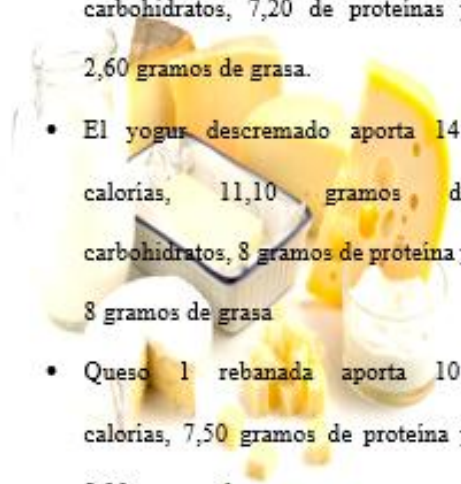 carbohidratos, 7,20 de proteínas
2,60 gramos de grasa.
• El yogur descremado aporta 14
calorías, 11,10 gramos d
carbohidratos, 8 gramos de proteína
8 gramos de grasa
• Queso 1 rebanada aporta 10
calorías, 7,50 gramos de proteína